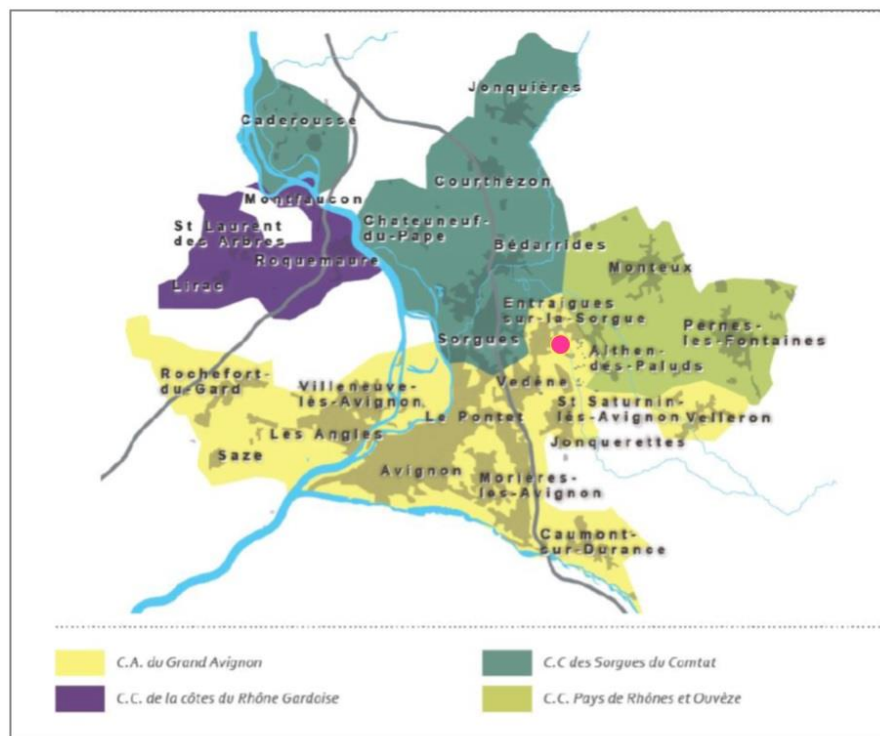 Jonquières
Caderousse
Courthézon
Montfaucon
Chateuneuf-
du-Pape
St Laurent
des Arbres
Bédarrides
Roquemaure
Monteux
Lirac
Entraigues
sur-la-Sorgue
Pernes-
les-Fontaines
Sorgues
Althen-
des-Paluds
Rochefort-
du-Gard
Villeneuve-
lès-Avignon
Vedène
St Saturnin-
lès-Avignon
Velleron
Le Pontet
Les Angles
Jonquerettes
Saze
Avignon
Morières-
lès-Avignon
Caumont-
sur-Durance
C.A. du Grand Avignon
C.C des Sorgues du Comtat
C.C. de la côtes du Rhône Gardoise
C.C. Pays de Rhônes et Ouvèze